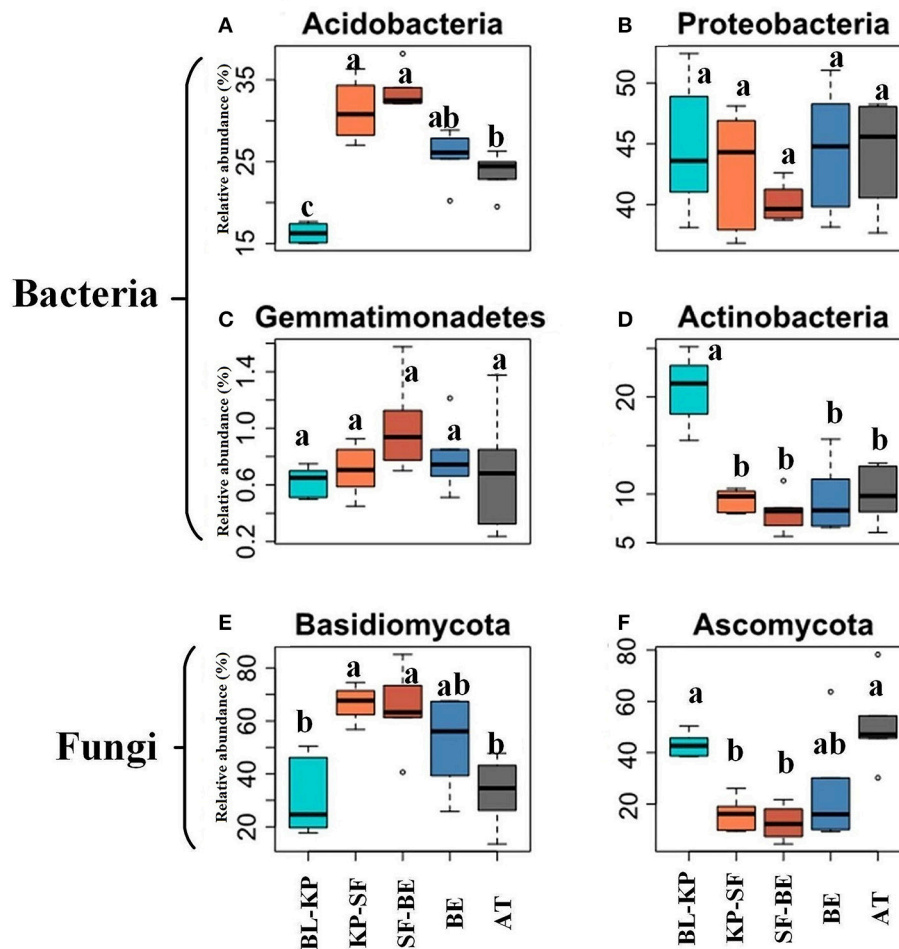 A Acidobacteria
B Proteobacteria
Relative abundance (%)
35
25
15
c
a
a
ab
b
50
45
40
a
a
a
a
a
Bacteria
C Gemmatimonadetes
D Actinobacteria
Relative abundance (%)
1.4
1.0
0.6
0.2
a
a
a
a
a
20
10
5
a
b
b
b
b
E Basidiomycota
F Ascomycota
Fungi
Relative abundance (%)
80
60
40
20
b
a
a
ab
b
80
60
40
20
a
b
b
ab
a
BL-KP
KP-SF
SF-BE
BE
AT
BL-KP
KP-SF
SF-BE
BE
AT